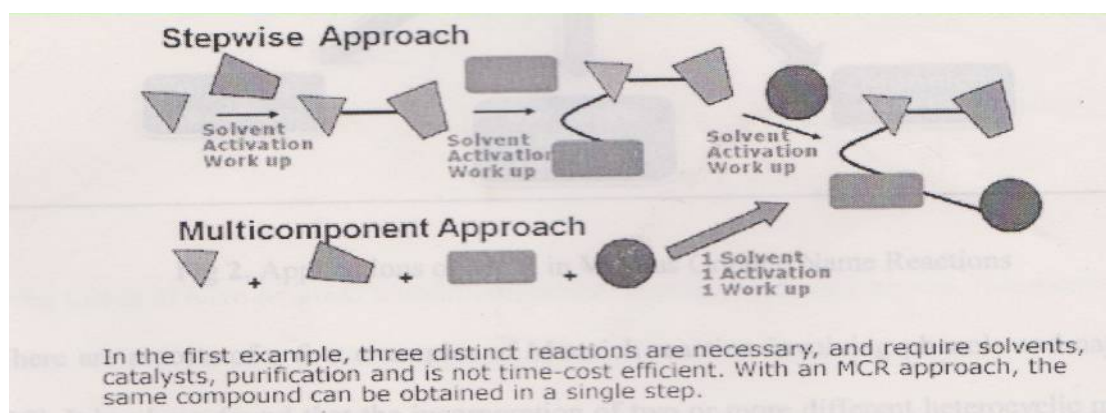 Stepwise Approach
Solvent
Activation
Work up
Solvent
Activation
Work up
Solvent
Activation
Work up
Multicomponent Approach
+ + +
1 Solvent
1 Activation
1 Work up
In the first example, three distinct reactions are necessary, and require solvents,
catalysts, purification and is not time-cost efficient. With an MCR approach, the
same compound can be obtained in a single step.